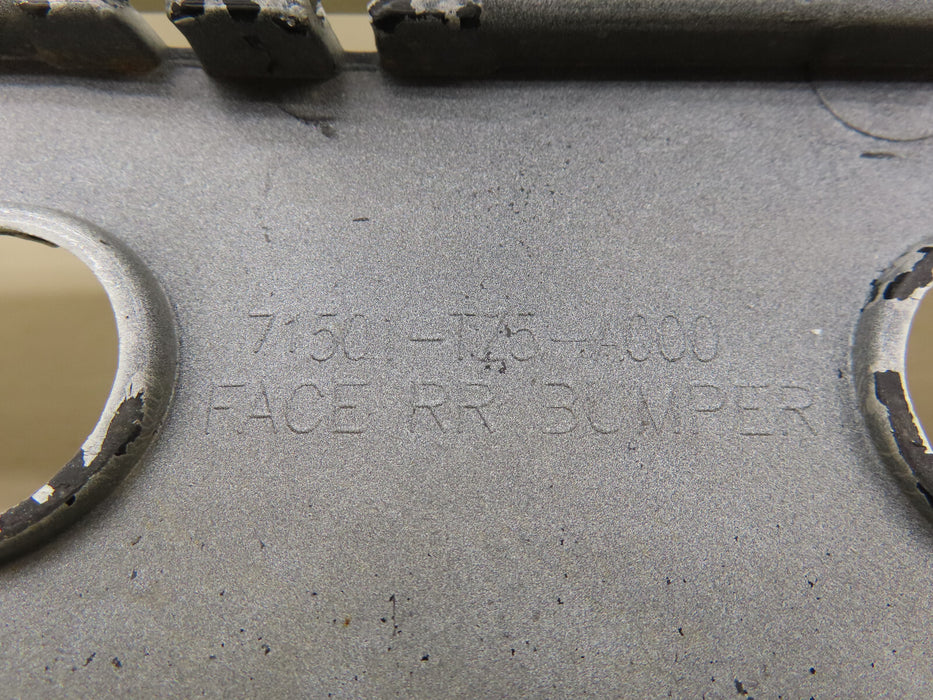 71501-TZ5-A000
FACE RR BUMPER